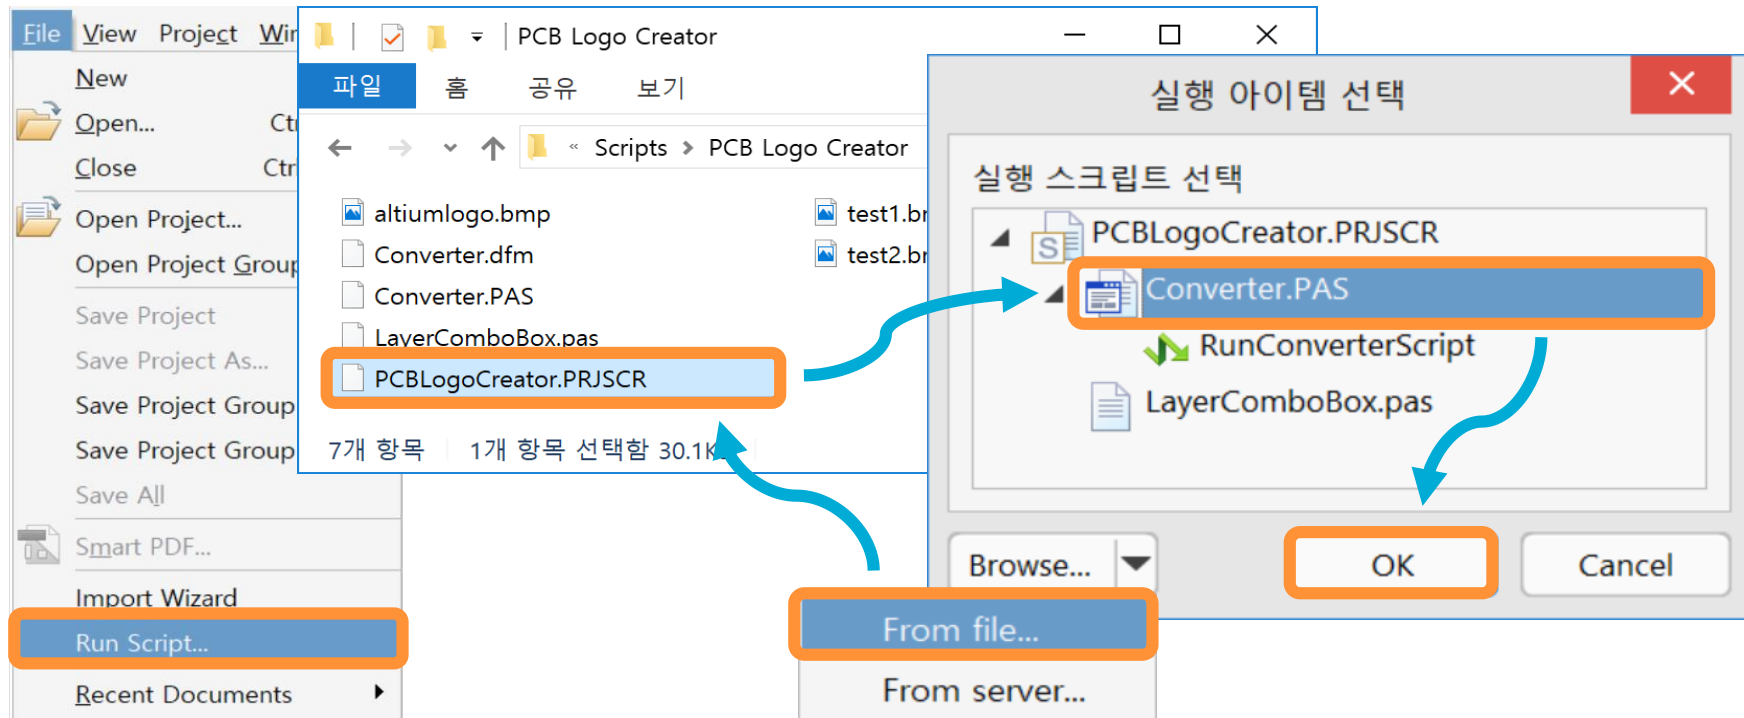 File View Project Wir
New
Open... Ct
Close Ctr
Open Project...
Open Project Group
Save Project
Save Project As...
Save Project Group
Save Project Group
Save All
Smart PDF...
Import Wizard
Run Script...
Recent Documents
PCB Logo Creator
파일 홈 공유 보기
« Scripts > PCB Logo Creator
altiumlogo.bmp
Converter.dfm
Converter.PAS
LayerComboBox.pas
PCBLogoCreator.PRJSCR
test1.br
test2.br
7개 항목 1개 항목 선택함 30.1K
실행 아이템 선택
실행 스크립트 선택
PCBLogoCreator.PRJSCR
Converter.PAS
RunConverterScript
LayerComboBox.pas
Browse... OK Cancel
From file...
From server...